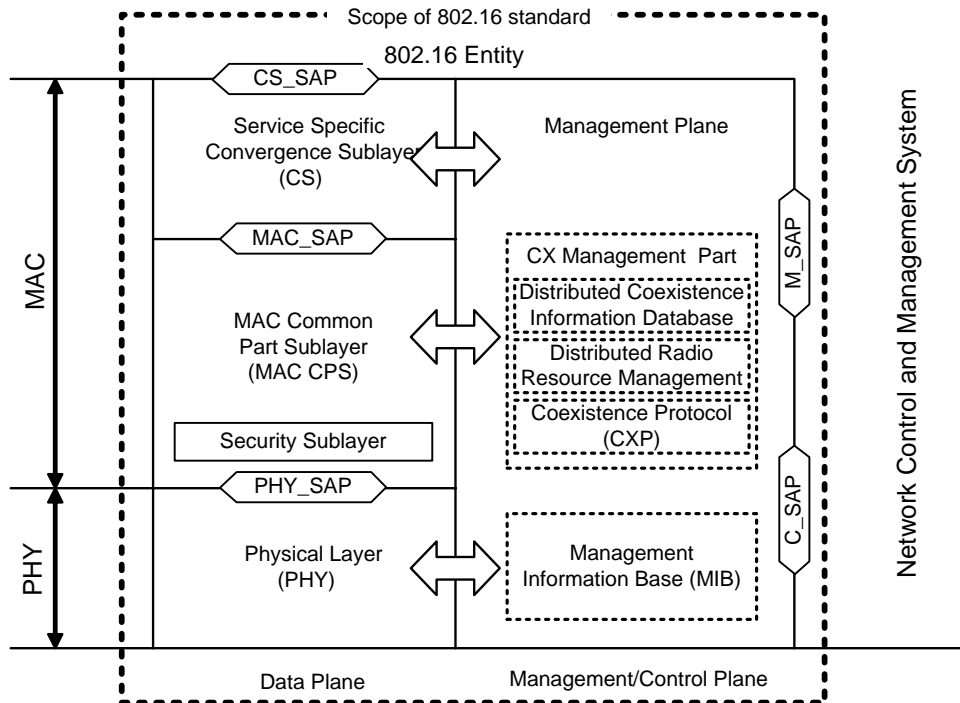 Scope of 802.16 standard
802.16 Entity
CS_SAP
Service Specific
Convergence Sublayer
(CS)
Management Plane
MAC_SAP
MAC Common
Part Sublayer
(MAC CPS)
Security Sublayer
CX Management Part
Distributed Coexistence
Information Database
Distributed Radio
Resource Management
Coexistence Protocol
(CXP)
PHY_SAP
Physical Layer
(PHY)
Management
Information Base (MIB)
M_SAP
C_SAP
MAC
PHY
Data Plane
Management/Control Plane
Network Control and Management System